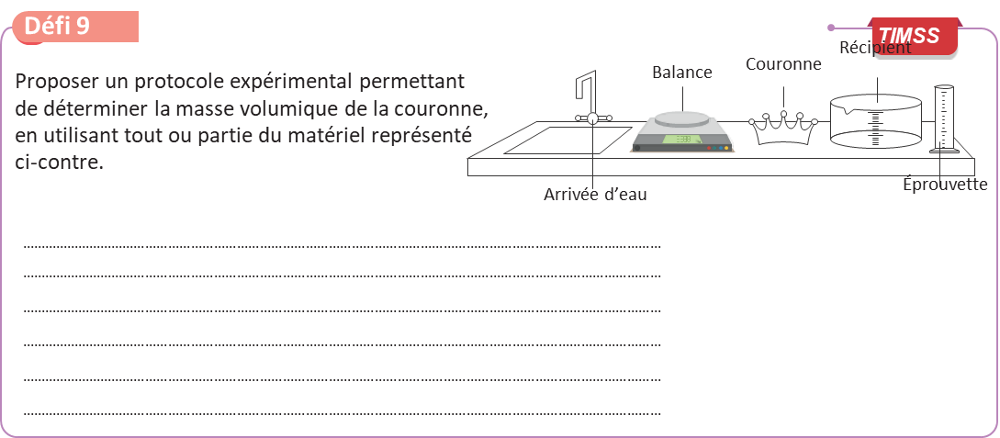 Défi 9
TIMSS
Proposer un protocole expérimental permettant
de déterminer la masse volumique de la couronne,
en utilisant tout ou partie du matériel représenté
ci-contre.
Balance
Couronne
Récipient
Arrivée d’eau
Éprouvette